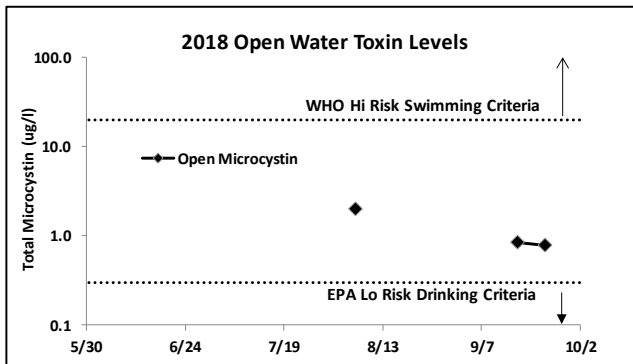 2018 Open Water Toxin Levels
100.0
WHO Hi Risk Swimming Criteria
10.0
Open Microcystin
Total Microcystin (ug/l)
1.0
EPA Lo Risk Drinking Criteria
0.1
5/30 6/24 7/19 8/13 9/7 10/2